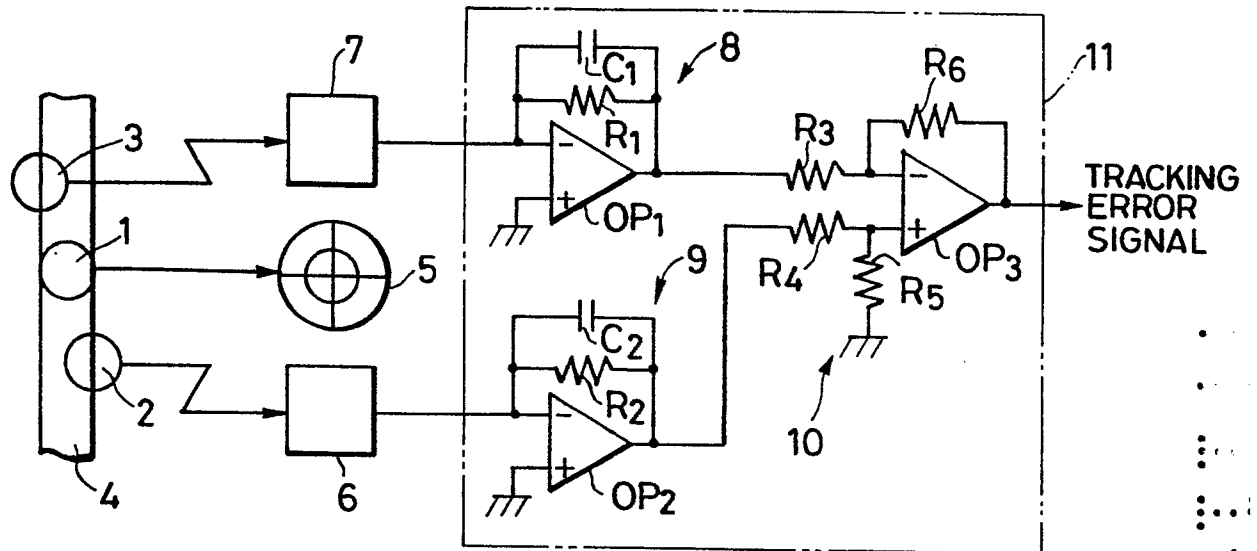 7
8
11
C1
R6
3
R1
R3
1
OP1
TRACKING
ERROR
SIGNAL
5
9
R4
R5
OP3
C2
2
R2
10
4
6
OP2